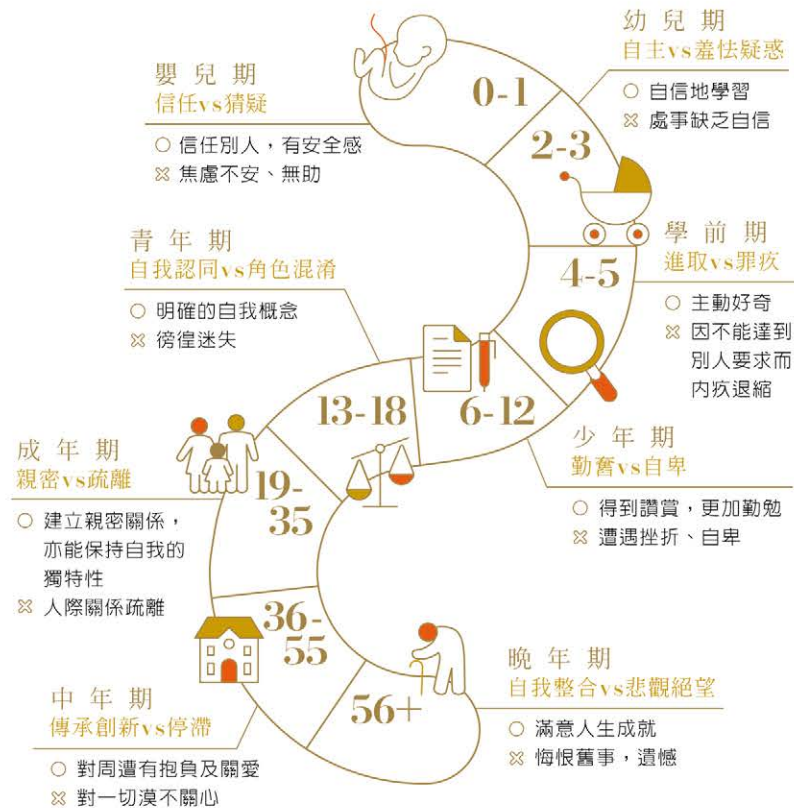 嬰兒期
信任vs猜疑
○ 信任別人，有安全感
✕ 焦慮不安、無助
0-1
幼兒期
自主vs羞怯疑惑
○ 自信地學習
✕ 處事缺乏自信
2-3
學前期
進取vs罪疚
○ 主動好奇
✕ 因不能達到
別人要求而
內疚退縮
4-5
少年期
勤奮vs自卑
○ 得到讚賞，更加勤勉
✕ 遭遇挫折、自卑
6-12
青年期
自我認同vs角色混淆
○ 明確的自我概念
✕ 徬徨迷失
13-18
成年期
親密vs疏離
○ 建立親密關係，
亦能保持自我的
獨特性
✕ 人際關係疏離
19-
35
中年期
傳承創新vs停滯
○ 對周遭有抱負及關愛
✕ 對一切漠不關心
36-
55
晚年期
自我整合vs悲觀絕望
○ 滿意人生成就
✕ 悔恨舊事，遺憾
56+